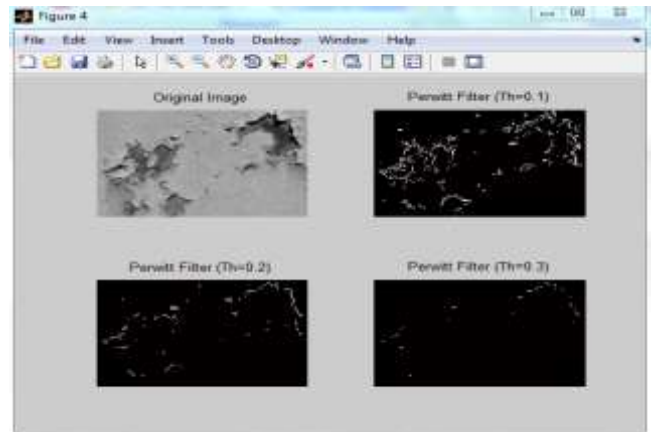 Figure 4
File Edit View Insert Tools Desktop Window Help
Original Image
Perwitt Filter (Th=0.1)
Perwitt Filter (Th=0.2)
Perwitt Filter (Th=0.3)